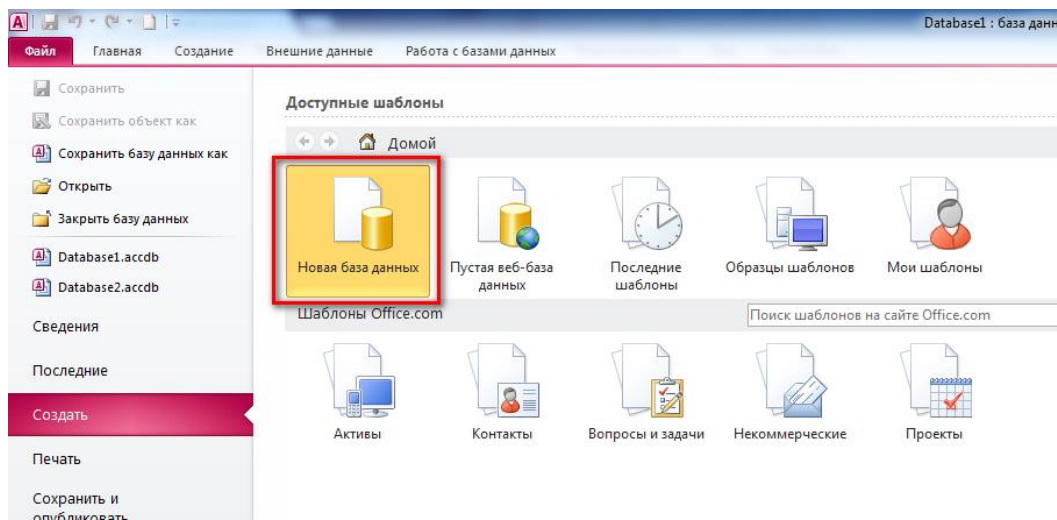 A
Database1 : база данн
Файл Главная Создание Внешние данные Работа с базами данных
Сохранить
Сохранить объект как
Сохранить базу данных как
Открыть
Закрыть базу данных
Database1.accdb
Database2.accdb
Сведения
Последние
Создать
Печать
Сохранить и
опубликовать
Доступные шаблоны
Домой
Новая база данных
Пустая веб-база
данных
Последние
шаблоны
Образцы шаблонов
Мои шаблоны
Шаблоны Office.com
Поиск шаблонов на сайте Office.com
Активы
Контакты
Вопросы и задачи
Некоммерческие
Проекты